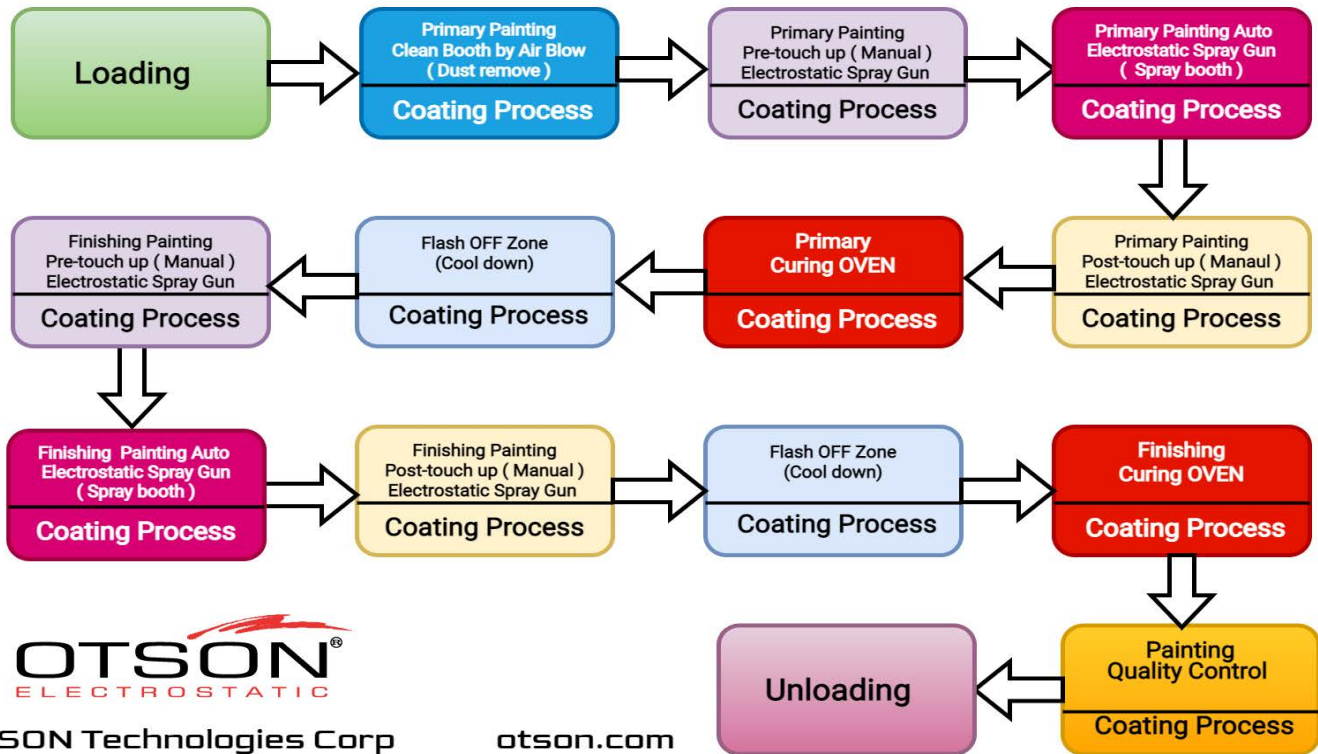 Loading
Primary Painting
Clean Booth by Air Blow
( Dust remove )
Coating Process
Primary Painting
Pre-touch up ( Manual )
Electrostatic Spray Gun
Coating Process
Primary Painting Auto
Electrostatic Spray Gun
( Spray booth )
Coating Process
Primary Painting
Post-touch up ( Manaul )
Electrostatic Spray Gun
Coating Process
Primary
Curing OVEN
Coating Process
Flash OFF Zone
(Cool down)
Coating Process
Finishing Painting
Pre-touch up ( Manual )
Electrostatic Spray Gun
Coating Process
Finishing Painting Auto
Electrostatic Spray Gun
( Spray booth )
Coating Process
Finishing Painting
Post-touch up ( Manual )
Electrostatic Spray Gun
Coating Process
Flash OFF Zone
(Cool down)
Coating Process
Finishing
Curing OVEN
Coating Process
Painting
Quality Control
Coating Process
Unloading
OTSON®
ELECTROSTATIC
SON Technologies Corp
otson.com